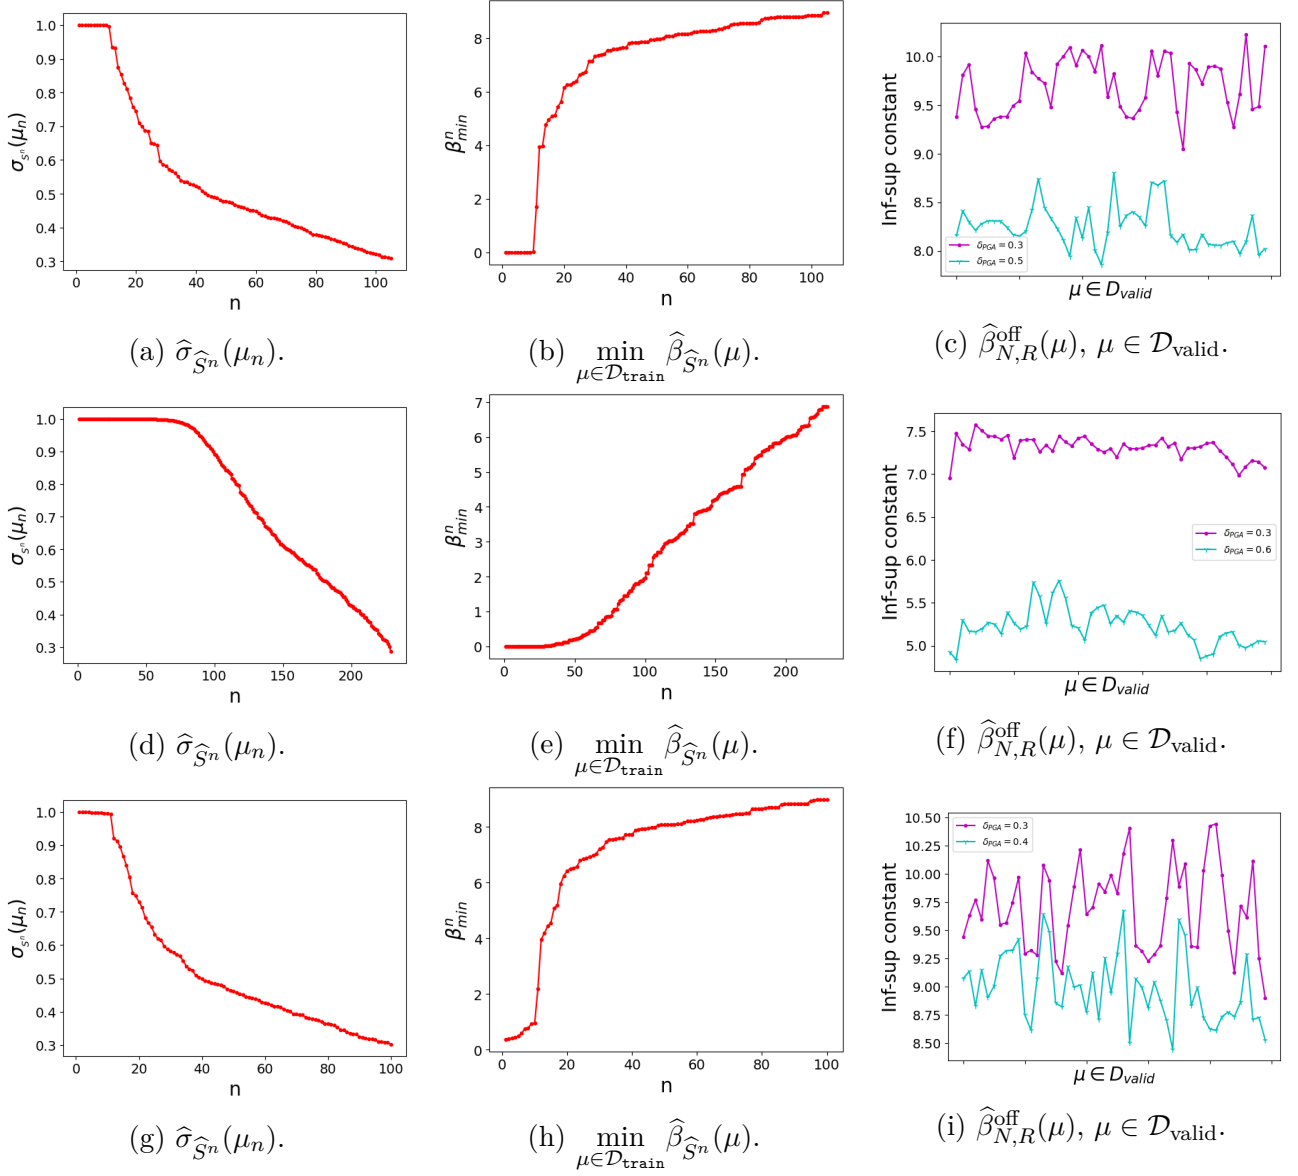 1.0
0.9
0.8
0.7
0.6
0.5
0.4
0.3
σ_{s^n}(μ_n)
0 20 40 60 80 100
n
(a) σ̂_{Ŝ^n}(μ_n).
8
6
4
2
0
β^n_{min}
0 20 40 60 80 100
n
(b) min_{μ∈𝒟_train} β̂_{Ŝ^n}(μ).
10.0
9.5
9.0
8.5
8.0
Inf-sup constant
δ_{PGA} = 0.3
δ_{PGA} = 0.5
μ ∈ D_{valid}
(c) β̂^{off}_{N,R}(μ), μ ∈ 𝒟_valid.
1.0
0.9
0.8
0.7
0.6
0.5
0.4
0.3
σ_{s^n}(μ_n)
0 50 100 150 200
n
(d) σ̂_{Ŝ^n}(μ_n).
7
6
5
4
3
2
1
0
β^n_{min}
0 50 100 150 200
n
(e) min_{μ∈𝒟_train} β̂_{Ŝ^n}(μ).
7.5
7.0
6.5
6.0
5.5
5.0
Inf-sup constant
δ_{PGA} = 0.3
δ_{PGA} = 0.6
μ ∈ D_{valid}
(f) β̂^{off}_{N,R}(μ), μ ∈ 𝒟_valid.
1.0
0.9
0.8
0.7
0.6
0.5
0.4
0.3
σ_{s^n}(μ_n)
0 20 40 60 80 100
n
(g) σ̂_{Ŝ^n}(μ_n).
8
6
4
2
0
β^n_{min}
0 20 40 60 80 100
n
(h) min_{μ∈𝒟_train} β̂_{Ŝ^n}(μ).
10.50
10.25
10.00
9.75
9.50
9.25
9.00
8.75
8.50
Inf-sup constant
δ_{PGA} = 0.3
δ_{PGA} = 0.4
μ ∈ D_{valid}
(i) β̂^{off}_{N,R}(μ), μ ∈ 𝒟_valid.